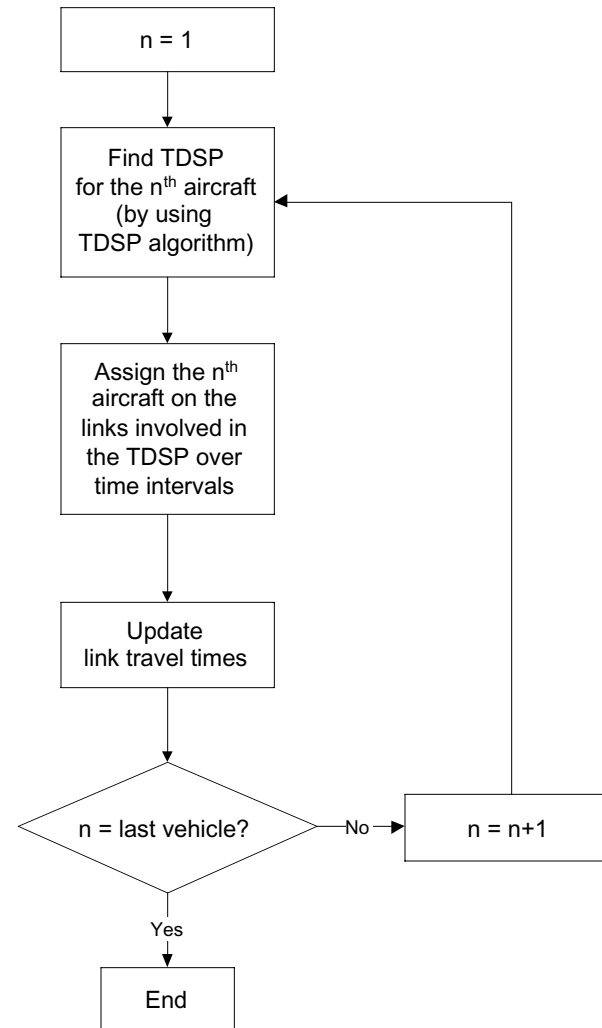 n = 1
Find TDSP
for the nth aircraft
(by using
TDSP algorithm)
Assign the nth
aircraft on the
links involved in
the TDSP over
time intervals
Update
link travel times
n = last vehicle?
No
n = n+1
Yes
End